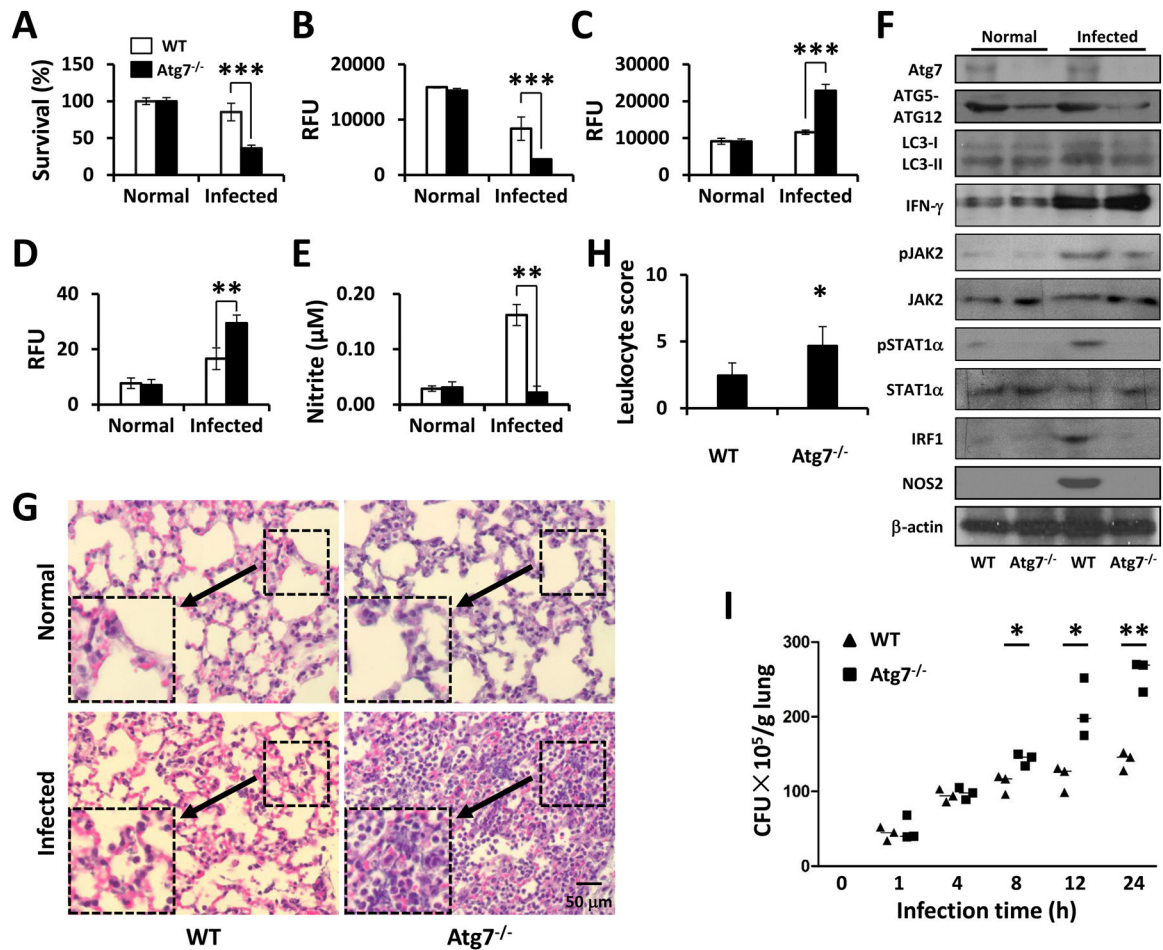 A
WT
Atg7-/-
Survival (%)
150
100
50
0
***
Normal Infected
B
RFU
20000
10000
0
***
Normal Infected
C
RFU
30000
20000
10000
0
***
Normal Infected
D
RFU
40
20
0
**
Normal Infected
E
Nitrite (μM)
0.20
0.10
0.00
**
Normal Infected
H
Leukocyte score
10
5
0
*
WT Atg7-/-
F
Normal Infected
Atg7
ATG5-
ATG12
LC3-I
LC3-II
IFN-γ
pJAK2
JAK2
pSTAT1α
STAT1α
IRF1
NOS2
β-actin
WT Atg7-/- WT Atg7-/-
G
Normal
Infected
50 μm
WT Atg7-/-
I
WT
Atg7-/-
* * **
CFU×10⁵/g lung
300
200
100
0
0 1 4 8 12 24
Infection time (h)